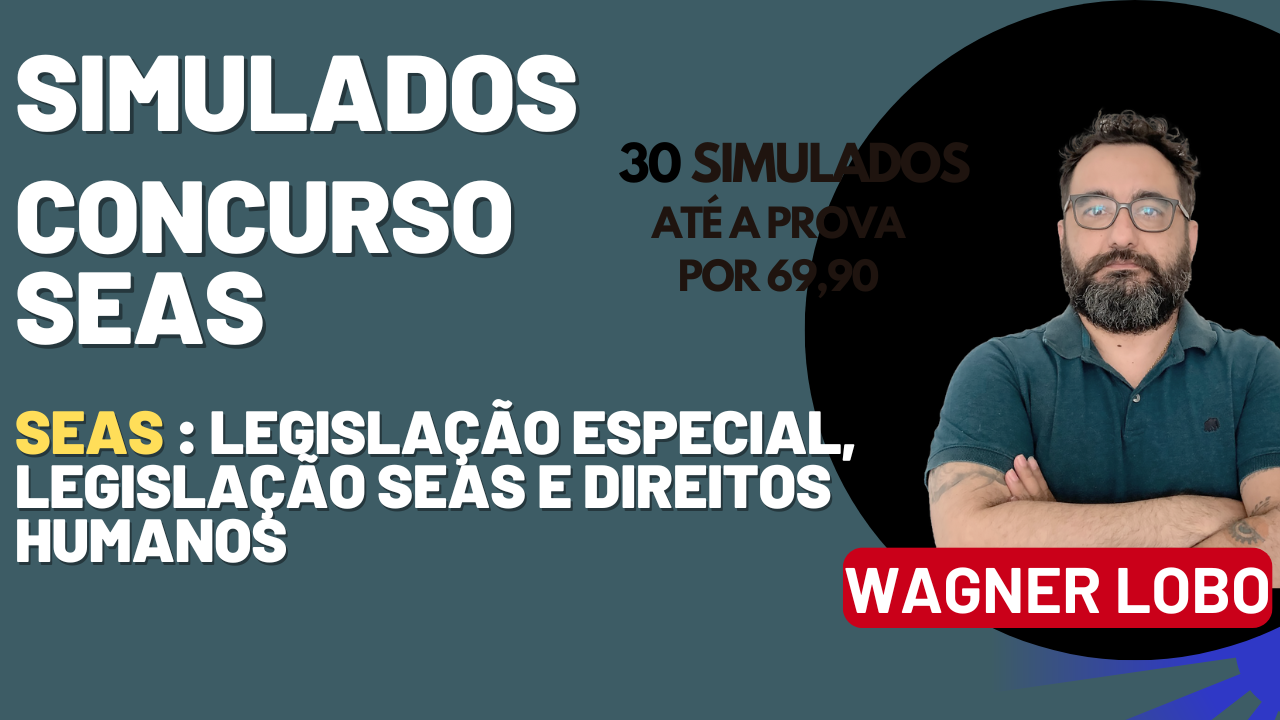 SIMULADOS
CONCURSO
SEAS
30 SIMULADOS
ATÉ A PROVA
POR 69,90
SEAS : LEGISLAÇÃO ESPECIAL,
LEGISLAÇÃO SEAS E DIREITOS
HUMANOS
WAGNER LOBO